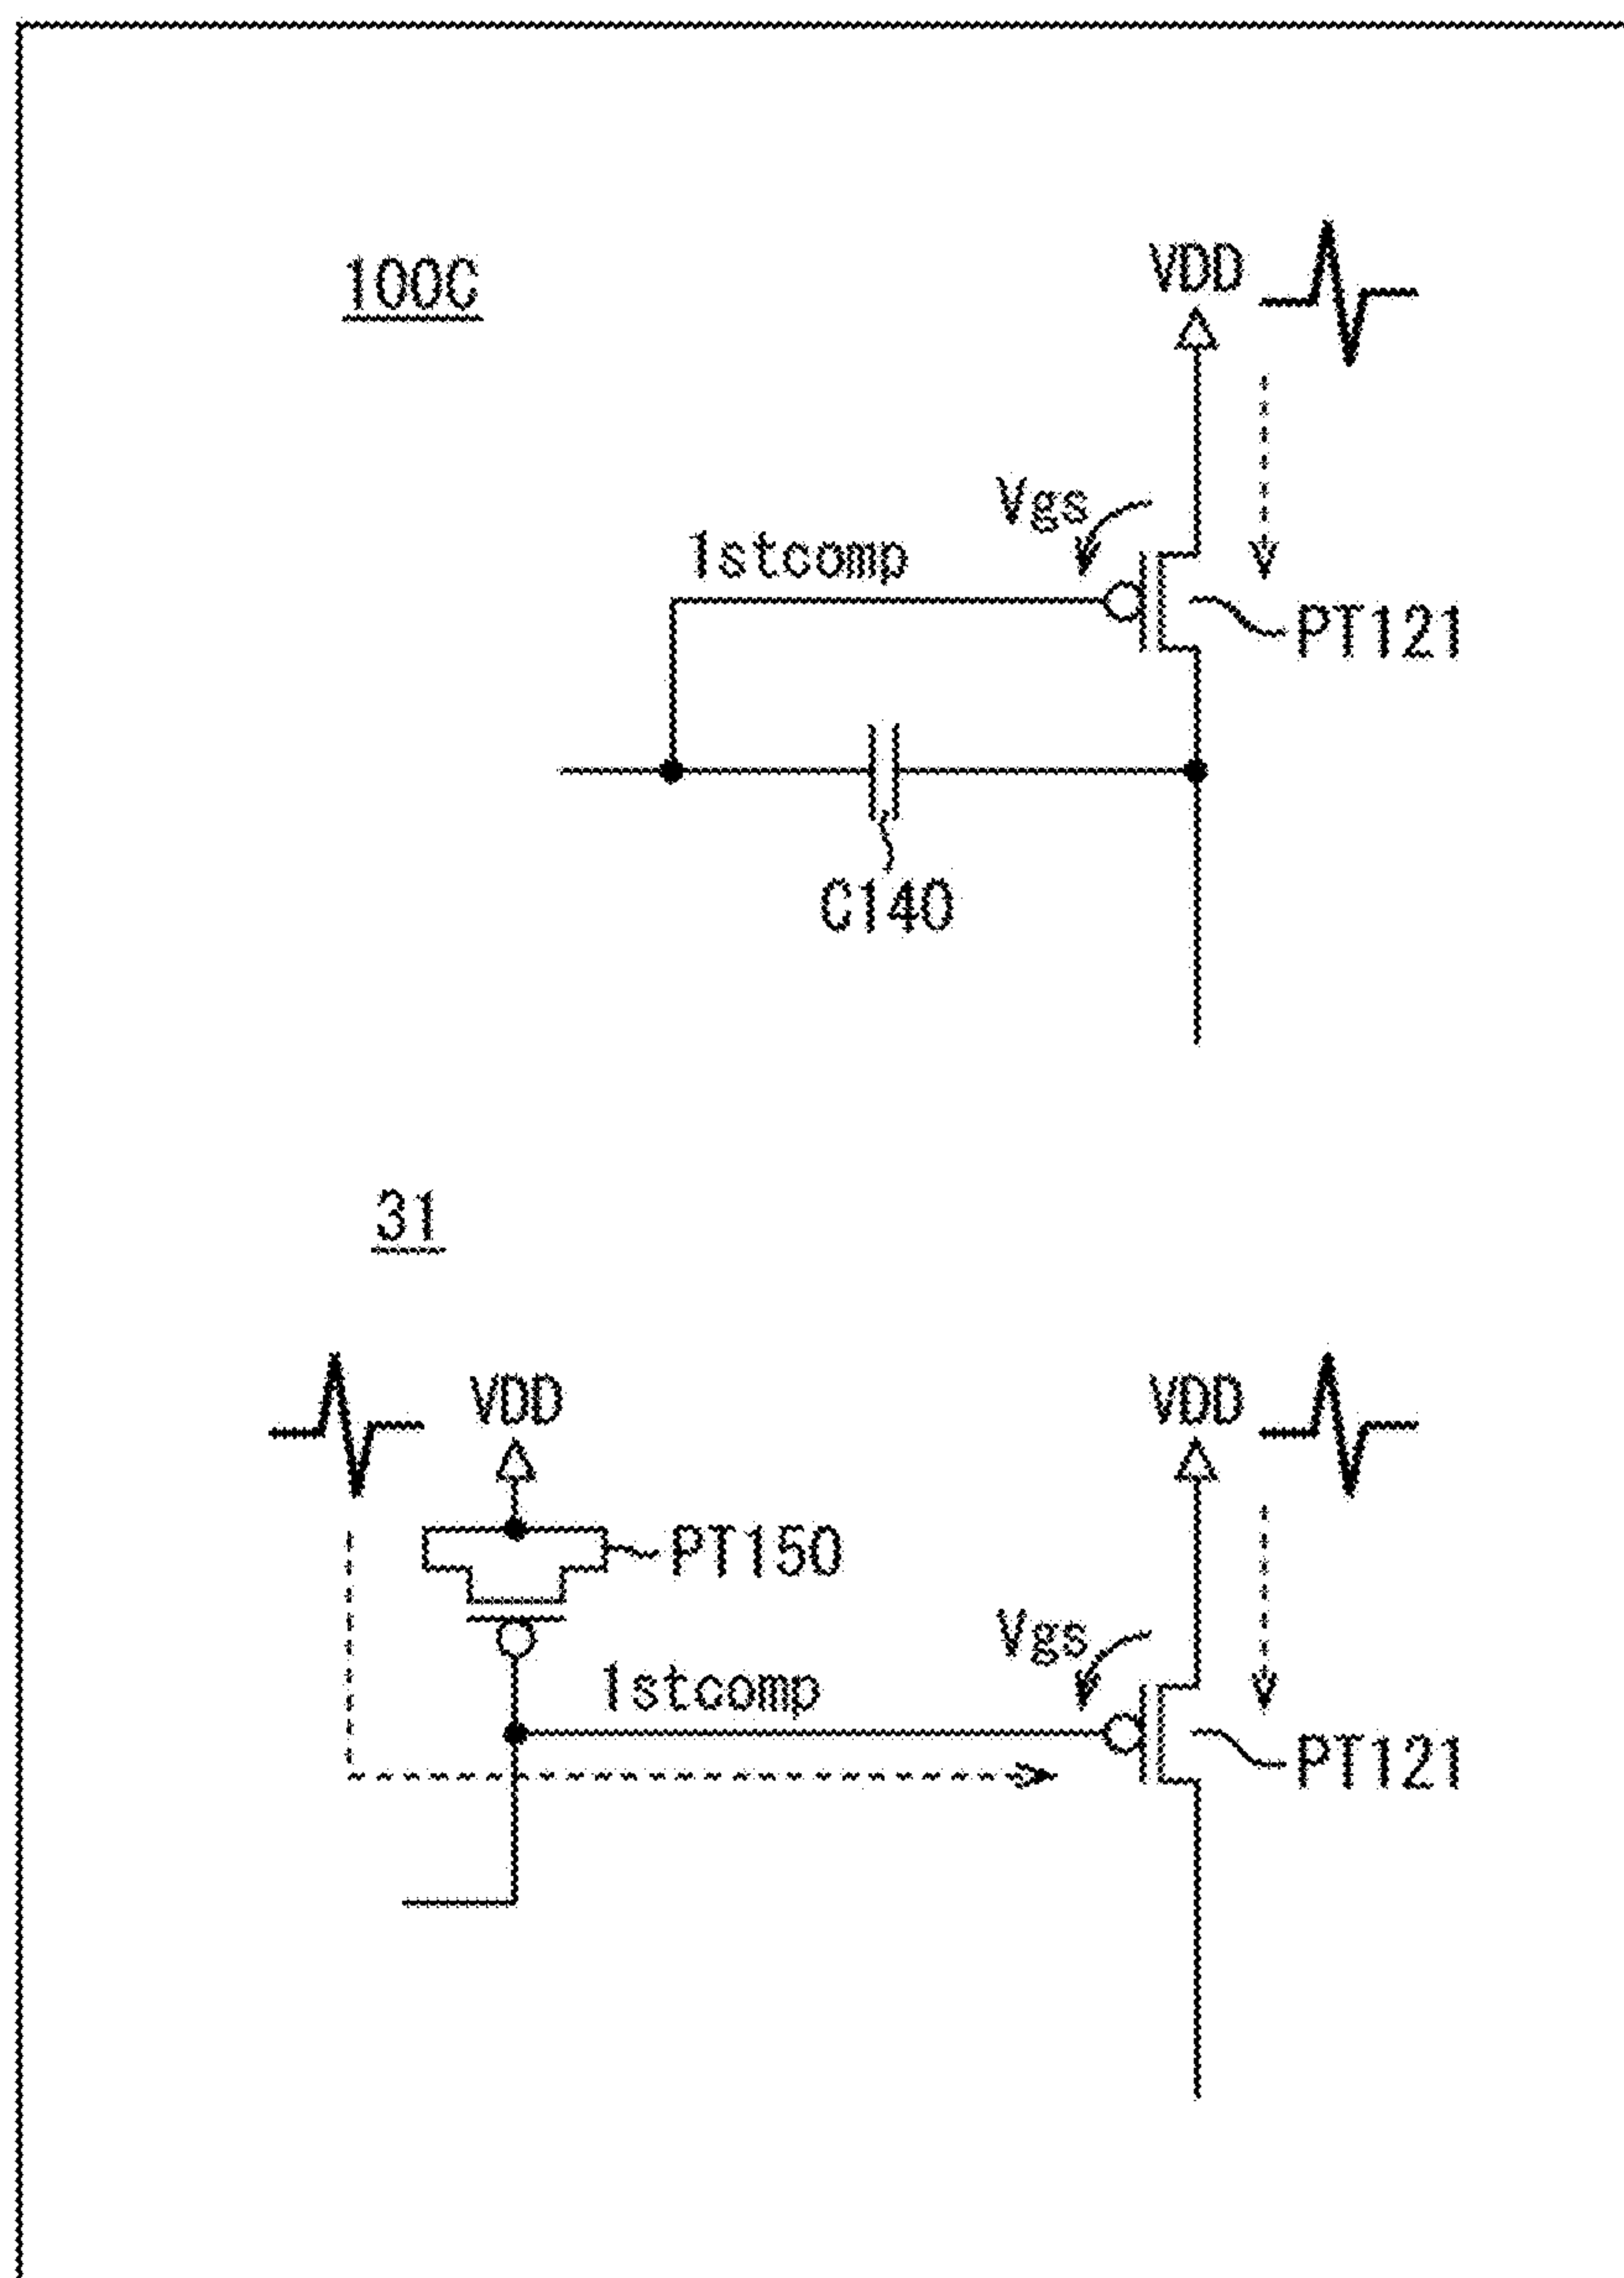 100C
VDD
Vgs
1stcomp
PT121
C140
31
VDD
VDD
PT150
Vgs
1stcomp
PT121